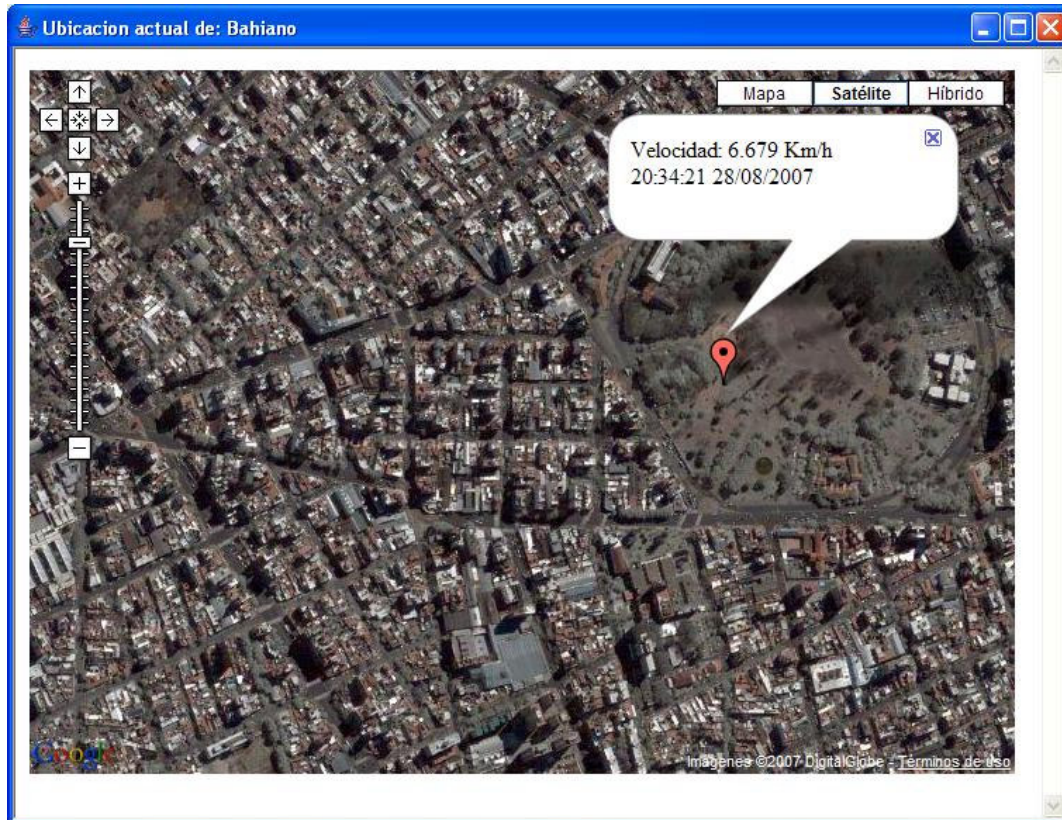 Ubicacion actual de: Bahiano
Mapa
Satélite
Híbrido
Velocidad: 6.679 Km/h
20:34:21 28/08/2007
Google
Imágenes ©2007 DigitalGlobe - Términos de uso